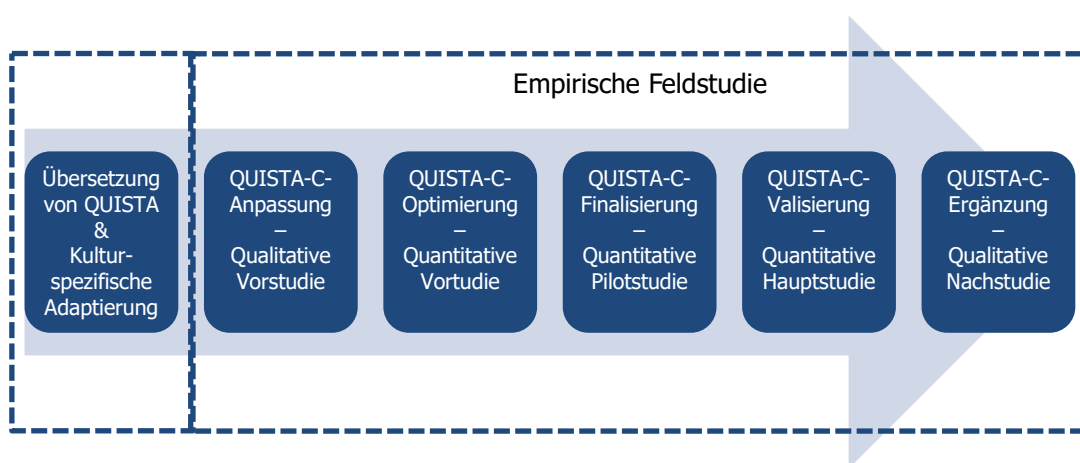 Empirische Feldstudie
Übersetzung
von QUISTA
&
Kultur-
spezifische
Adaptierung
QUISTA-C-
Anpassung
–
Qualitative
Vorstudie
QUISTA-C-
Optimierung
–
Quantitative
Vortudie
QUISTA-C-
Finalisierung
–
Quantitative
Pilotstudie
QUISTA-C-
Valisierung
–
Quantitative
Hauptstudie
QUISTA-C-
Ergänzung
–
Qualitative
Nachstudie